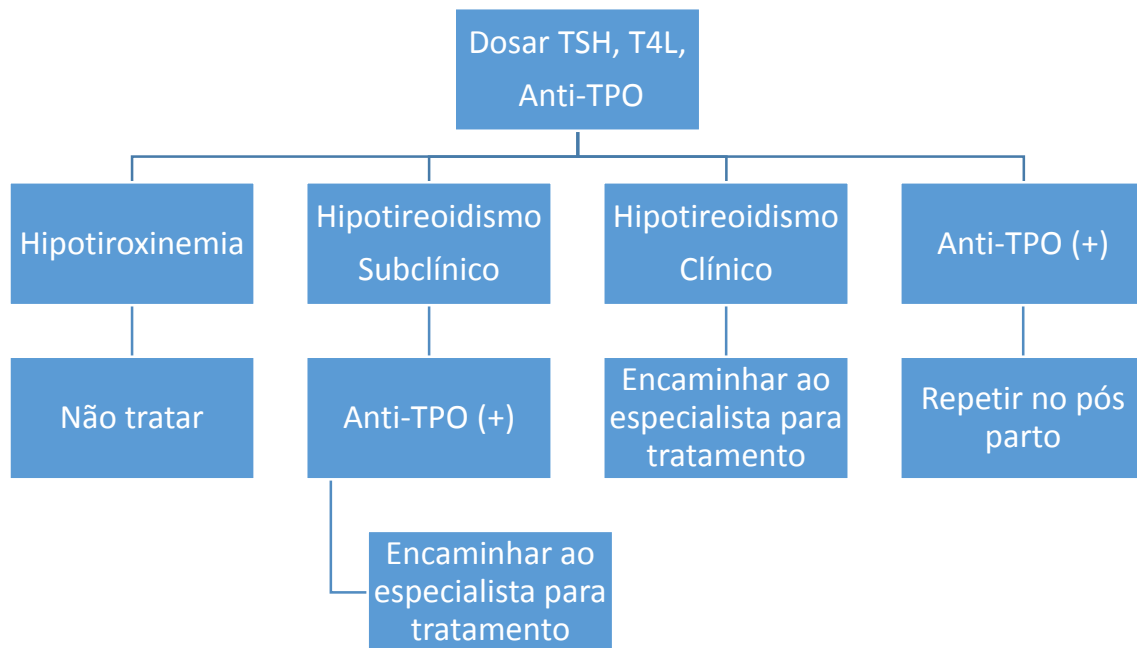 Dosar TSH, T4L,
Anti-TPO
Hipotiroxinemia
Hipotireoidismo
Subclínico
Hipotireoidismo
Clínico
Anti-TPO (+)
Não tratar
Anti-TPO (+)
Encaminhar ao
especialista para
tratamento
Repetir no pós
parto
Encaminhar ao
especialista para
tratamento